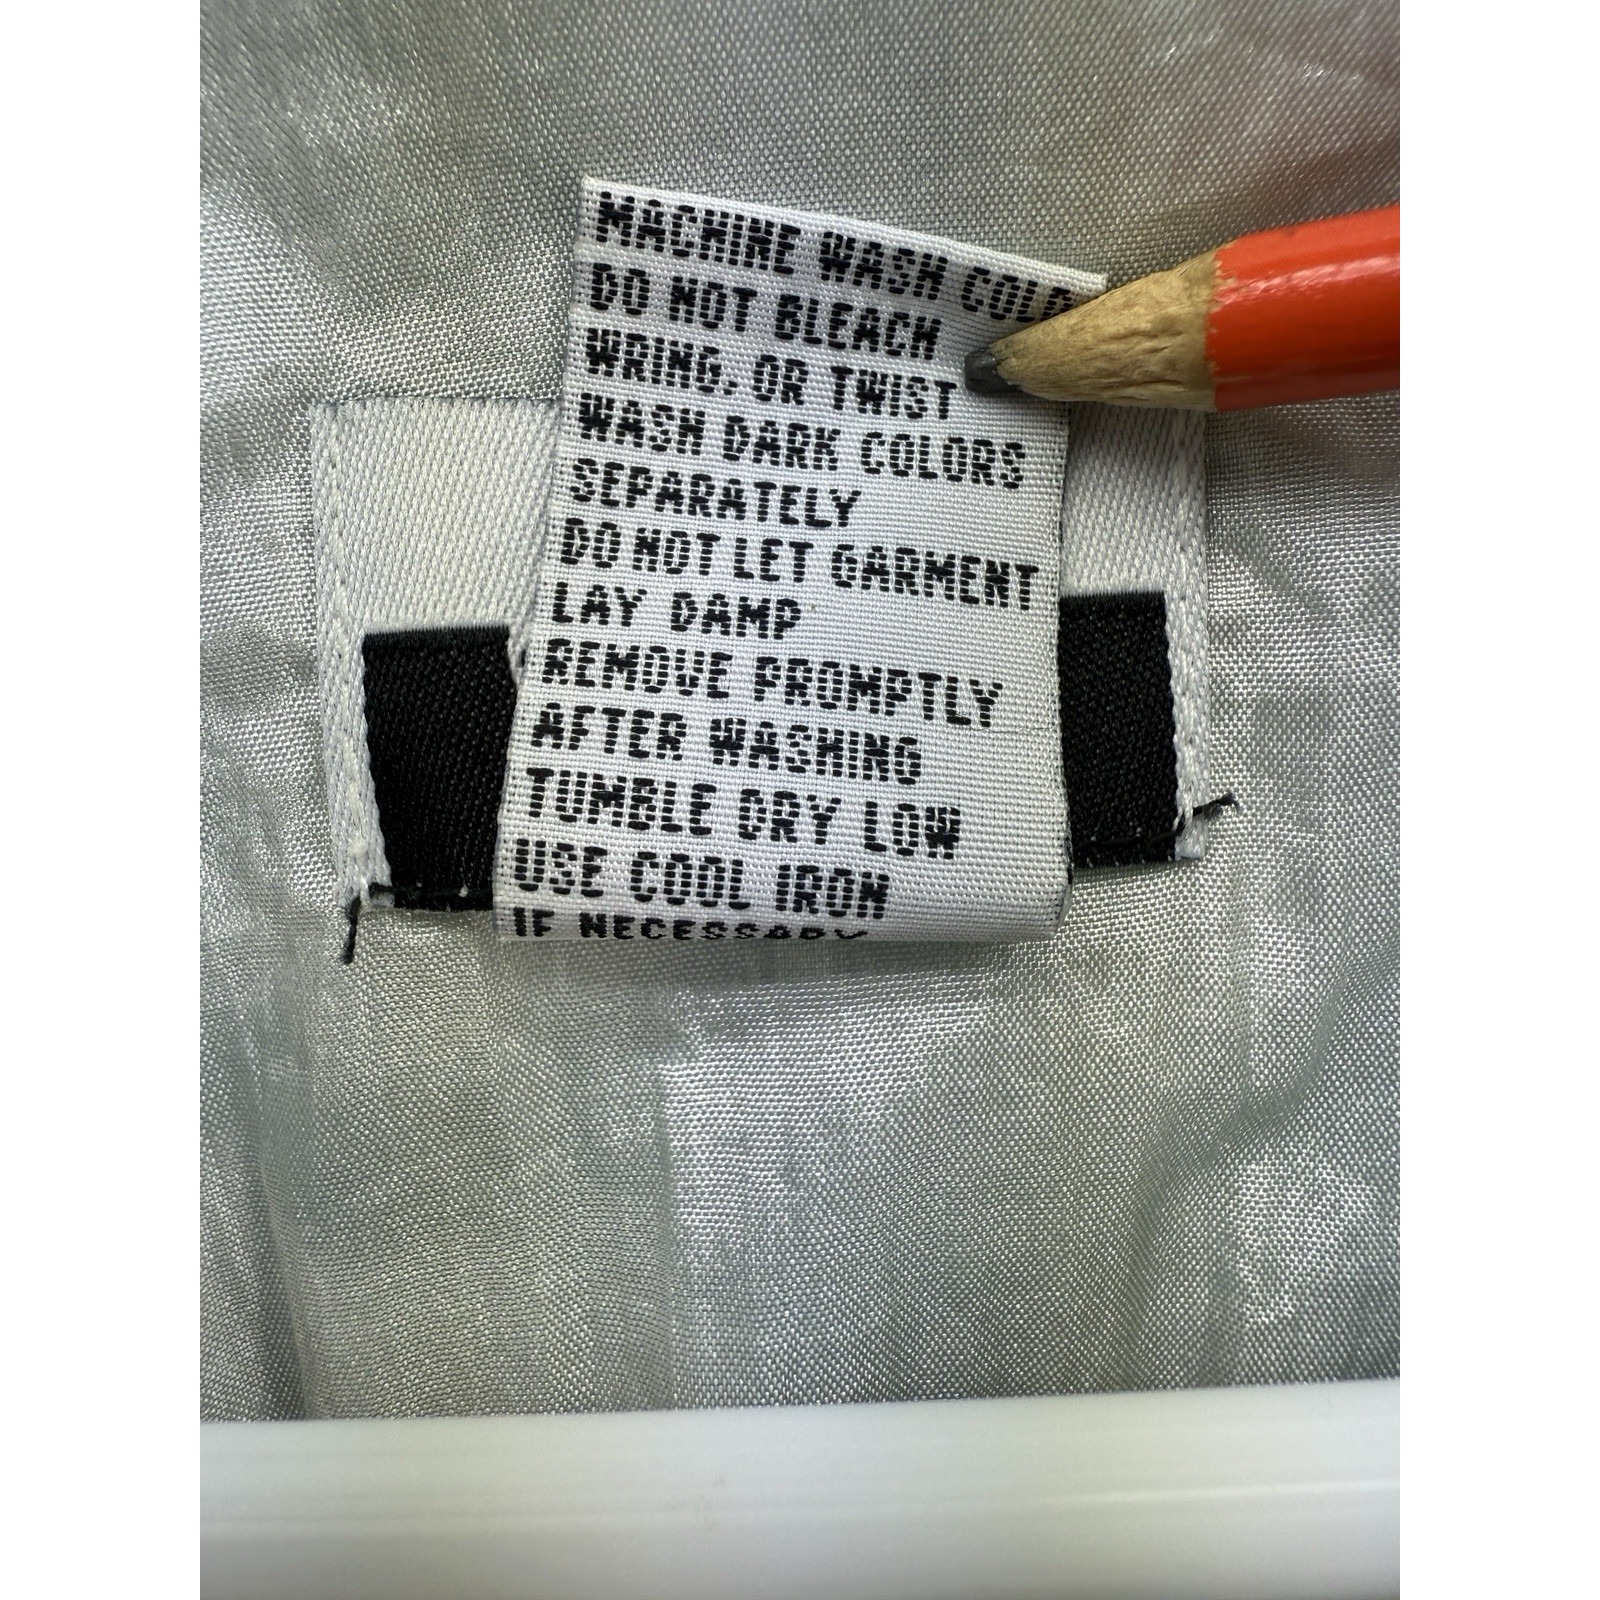 MACHINE WASH COLD
DO NOT BLEACH
WRING, OR TWIST
WASH DARK COLORS
SEPARATELY
DO NOT LET GARMENT
LAY DAMP
REMOVE PROMPTLY
AFTER WASHING
TUMBLE DRY LOW
USE COOL IRON
IF NECESSARY